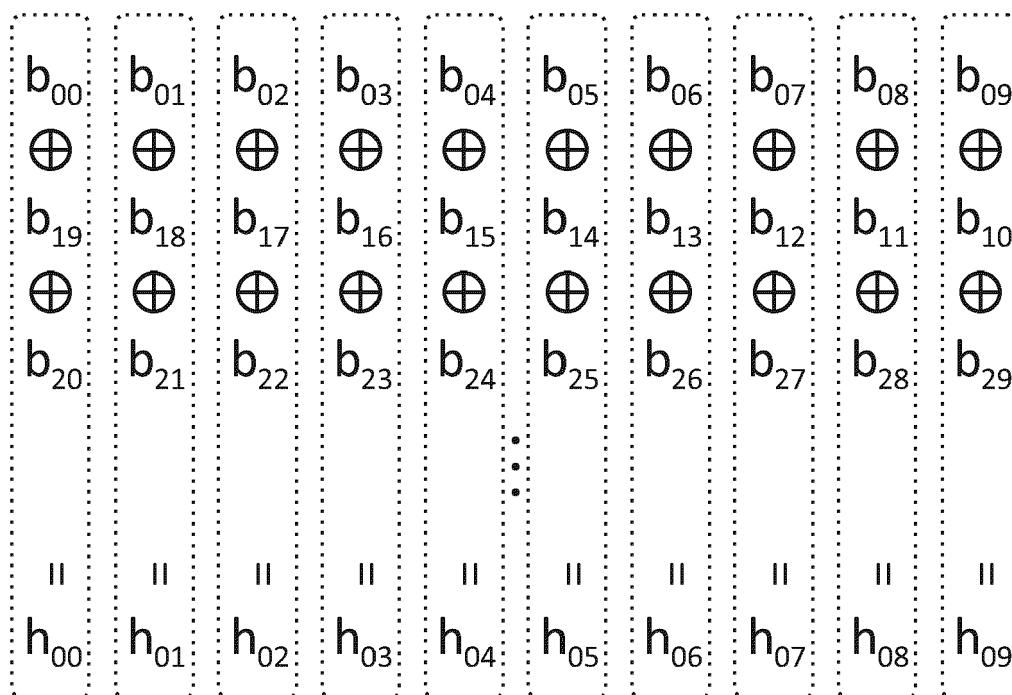 b₀₀ b₀₁ b₀₂ b₀₃ b₀₄ b₀₅ b₀₆ b₀₇ b₀₈ b₀₉
⊕ ⊕ ⊕ ⊕ ⊕ ⊕ ⊕ ⊕ ⊕ ⊕
b₁₉ b₁₈ b₁₇ b₁₆ b₁₅ b₁₄ b₁₃ b₁₂ b₁₁ b₁₀
⊕ ⊕ ⊕ ⊕ ⊕ ⊕ ⊕ ⊕ ⊕ ⊕
b₂₀ b₂₁ b₂₂ b₂₃ b₂₄ b₂₅ b₂₆ b₂₇ b₂₈ b₂₉
⋮
= = = = = = = = = =
h₀₀ h₀₁ h₀₂ h₀₃ h₀₄ h₀₅ h₀₆ h₀₇ h₀₈ h₀₉